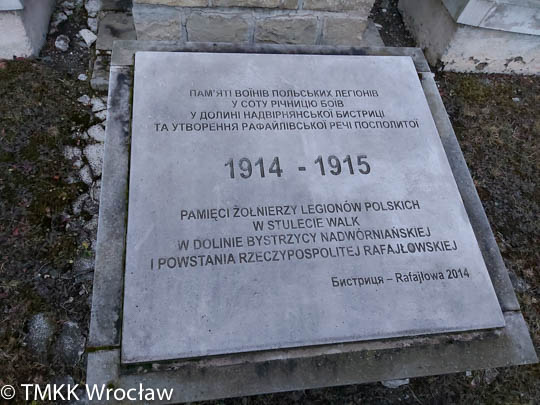 ПАМ'ЯТІ ВОЇНІВ ПОЛЬСЬКИХ ЛЕГІОНІВ
У СОТУ РІЧНИЦЮ БОЇВ
У ДОЛИНІ НАДВІРНЯНСЬКОЇ БИСТРИЦІ
ТА УТВОРЕННЯ РАФАЙЛІВСЬКОЇ РЕЧІ ПОСПОЛИТОЇ
1914 - 1915
PAMIĘCI ŻOŁNIERZY LEGIONÓW POLSKICH
W STULECIE WALK
W DOLINIE BYSTRZYCY NADWÓRNIAŃSKIEJ
I POWSTANIA RZECZYPOSPOLITEJ RAFAJŁOWSKIEJ
Бистриця – Rafajłowa 2014
© TMKK Wrocław